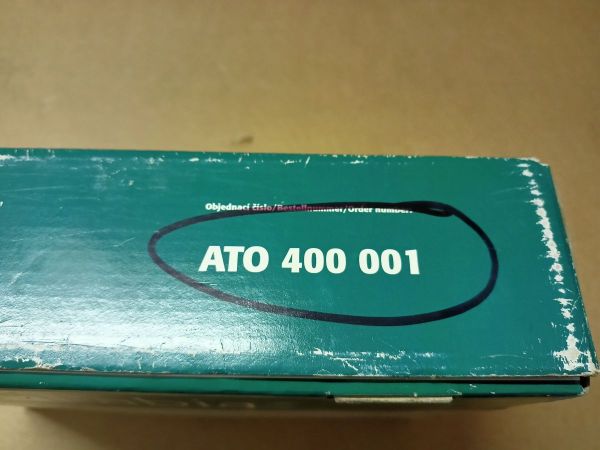 Objednací číslo/Bestellnummer/Order number:
ATO 400 001